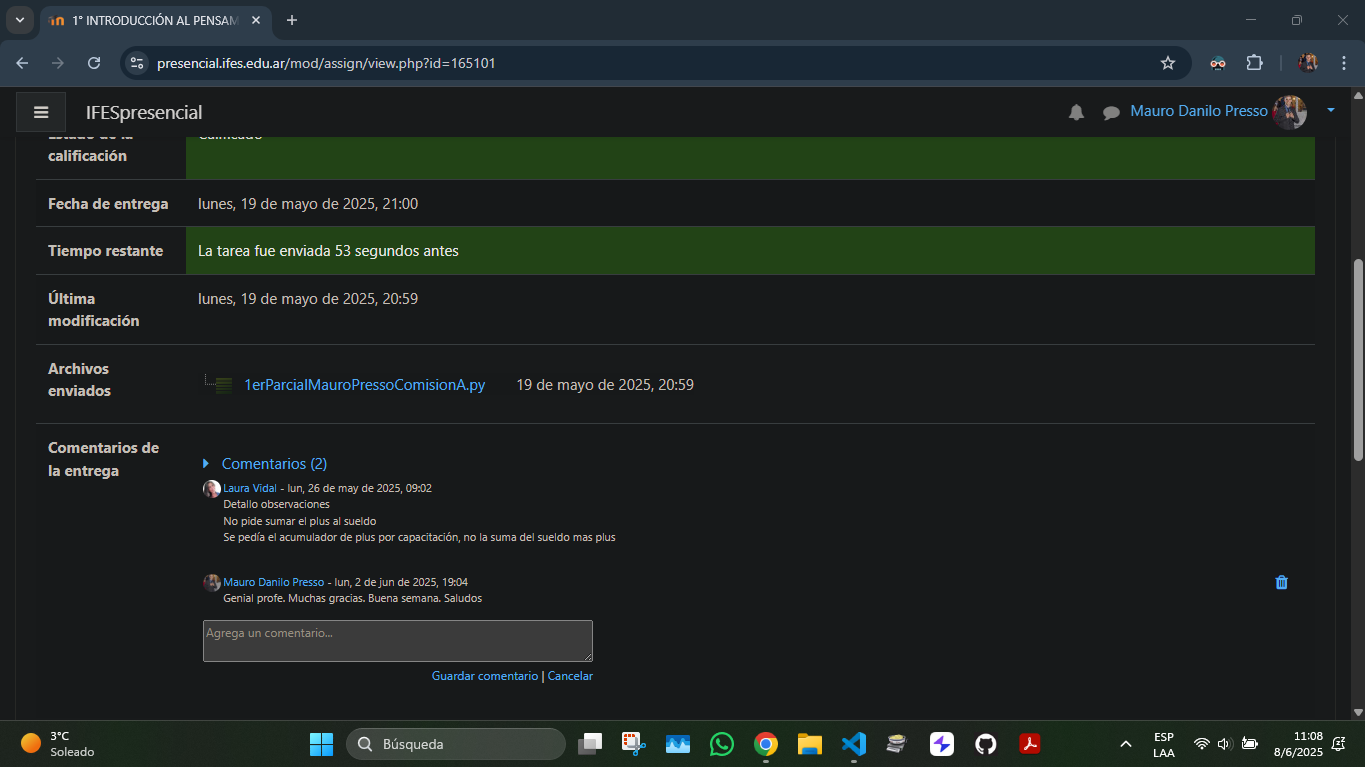 1° INTRODUCCIÓN AL PENSAM
presencial.ifes.edu.ar/mod/assign/view.php?id=165101
IFESpresencial
Mauro Danilo Presso
Estado de la calificación
Calificado
Fecha de entrega
lunes, 19 de mayo de 2025, 21:00
Tiempo restante
La tarea fue enviada 53 segundos antes
Última
modificación
lunes, 19 de mayo de 2025, 20:59
Archivos
enviados
1erParcialMauroPressoComisionA.py
19 de mayo de 2025, 20:59
Comentarios de
la entrega
Comentarios (2)
Laura Vidal - lun, 26 de may de 2025, 09:02
Detallo observaciones
No pide sumar el plus al sueldo
Se pedía el acumulador de plus por capacitación, no la suma del sueldo mas plus
Mauro Danilo Presso - lun, 2 de jun de 2025, 19:04
Genial profe. Muchas gracias. Buena semana. Saludos
Agrega un comentario...
Guardar comentario | Cancelar
3°C
Soleado
Búsqueda
ESP
LAA
11:08
8/6/2025